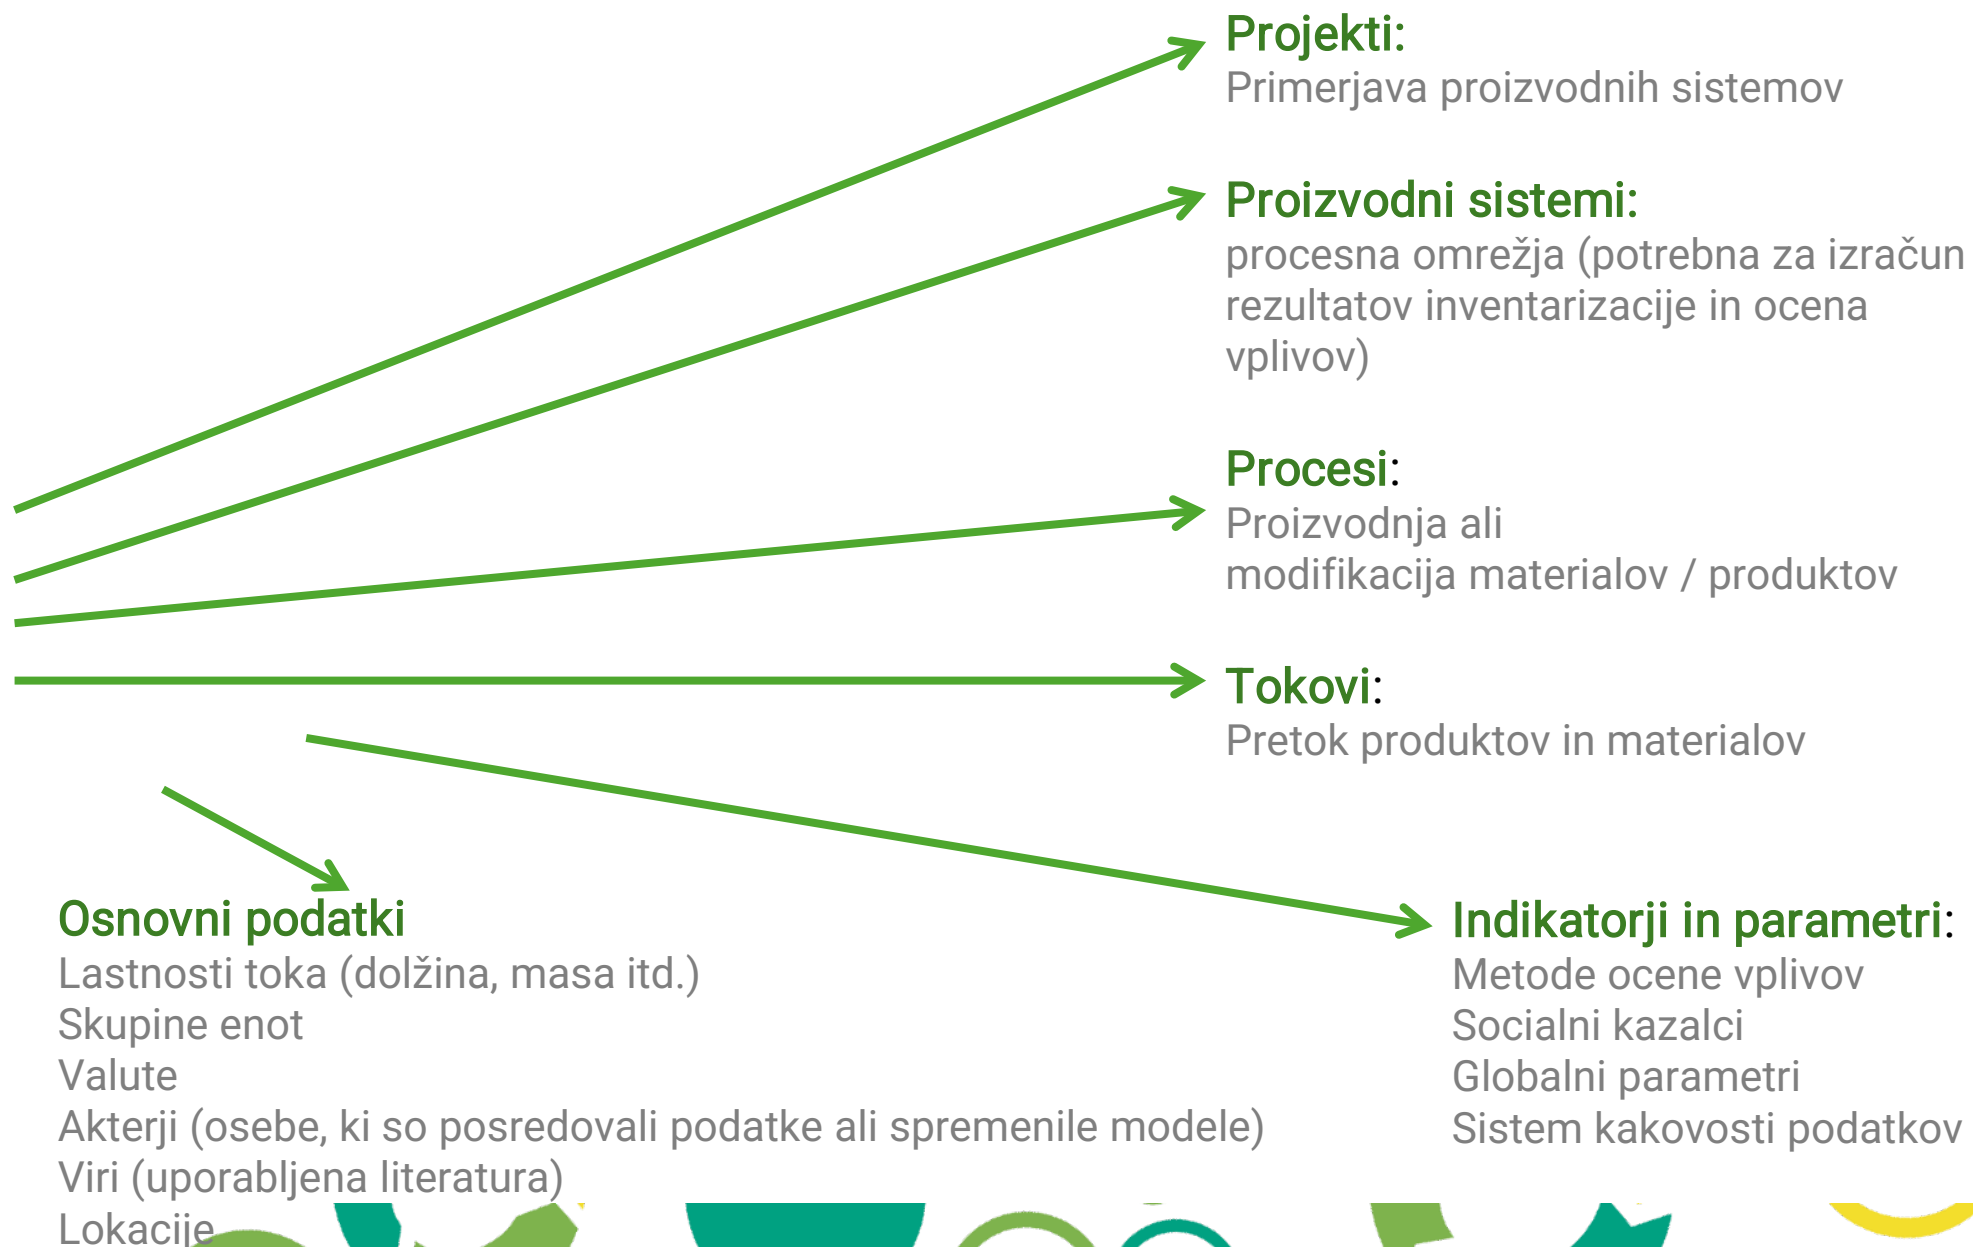 Projekti:
Primerjava proizvodnih sistemov
Proizvodni sistemi:
procesna omrežja (potrebna za izračun
rezultatov inventarizacije in ocena
vplivov)
Procesi:
Proizvodnja ali
modifikacija materialov / produktov
Tokovi:
Pretok produktov in materialov
Osnovni podatki
Lastnosti toka (dolžina, masa itd.)
Skupine enot
Valute
Akterji (osebe, ki so posredovali podatke ali spremenile modele)
Viri (uporabljena literatura)
Lokacije
Indikatorji in parametri:
Metode ocene vplivov
Socialni kazalci
Globalni parametri
Sistem kakovosti podatkov